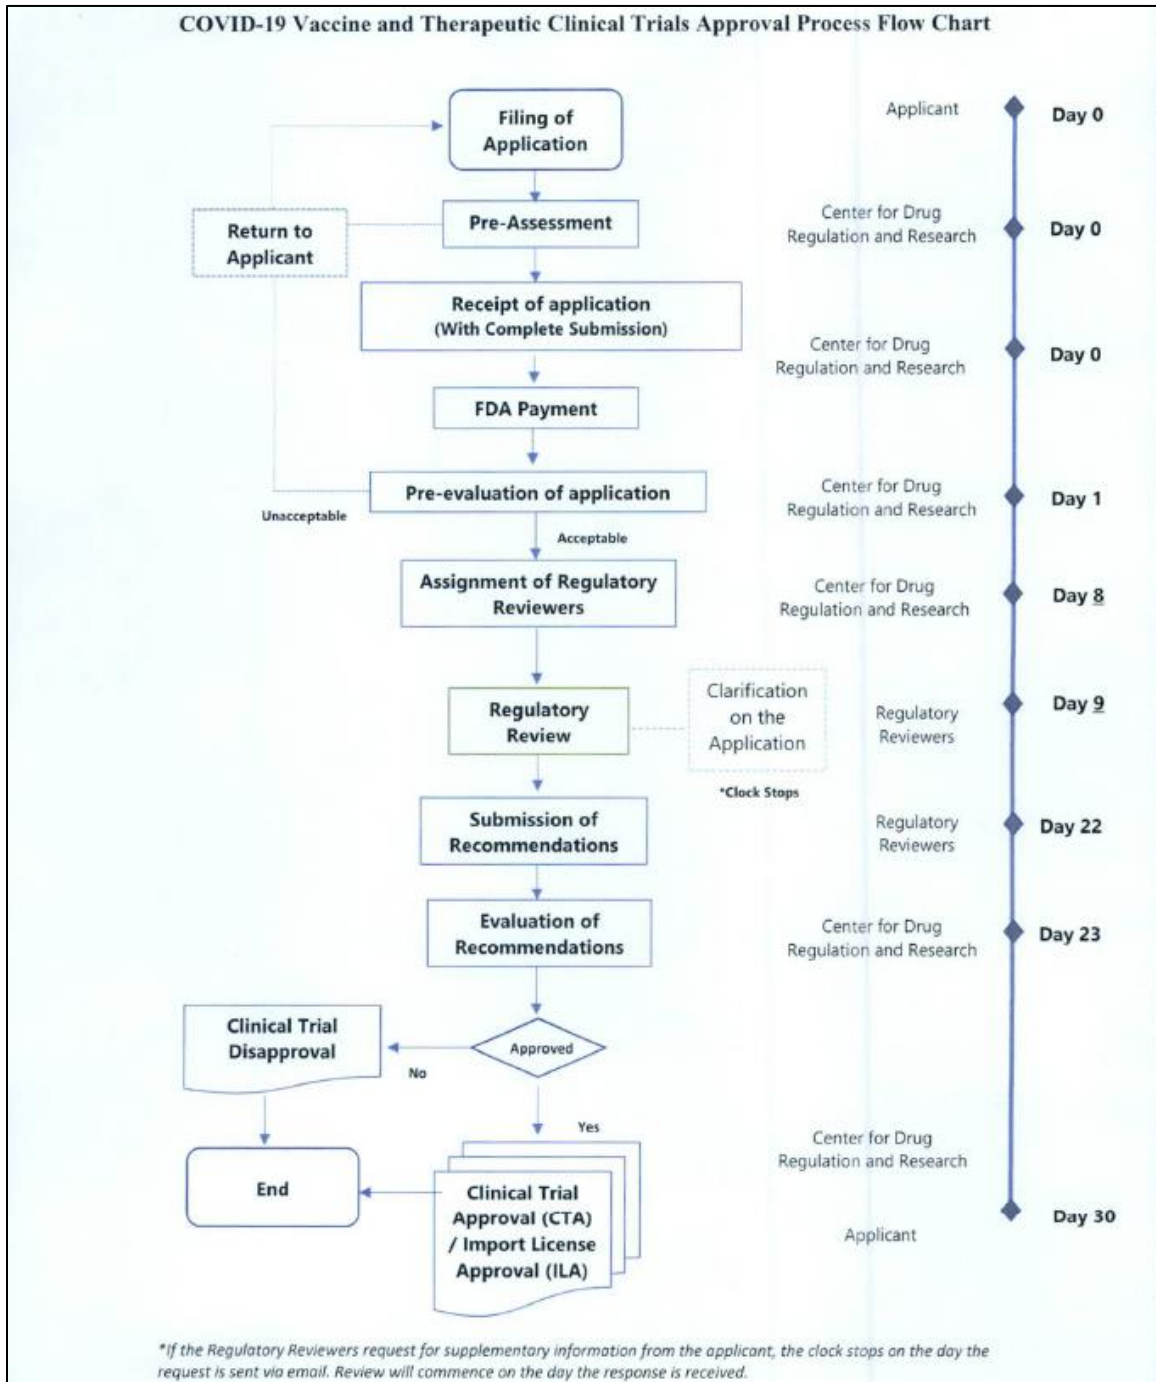 COVID-19 Vaccine and Therapeutic Clinical Trials Approval Process Flow Chart
Filing of
Application
Applicant
Day 0
Return to
Applicant
Pre-Assessment
Center for Drug
Regulation and Research
Day 0
Receipt of application
(With Complete Submission)
Center for Drug
Regulation and Research
Day 0
FDA Payment
Pre-evaluation of application
Unacceptable
Acceptable
Center for Drug
Regulation and Research
Day 1
Assignment of Regulatory
Reviewers
Center for Drug
Regulation and Research
Day 8
Regulatory
Review
Clarification
on the
Application
*Clock Stops
Regulatory
Reviewers
Day 9
Submission of
Recommendations
Regulatory
Reviewers
Day 22
Evaluation of
Recommendations
Center for Drug
Regulation and Research
Day 23
Approved
No
Clinical Trial
Disapproval
Yes
End
Clinical Trial
Approval (CTA)
/ Import License
Approval (ILA)
Center for Drug
Regulation and Research
Applicant
Day 30
*If the Regulatory Reviewers request for supplementary information from the applicant, the clock stops on the day the
request is sent via email. Review will commence on the day the response is received.